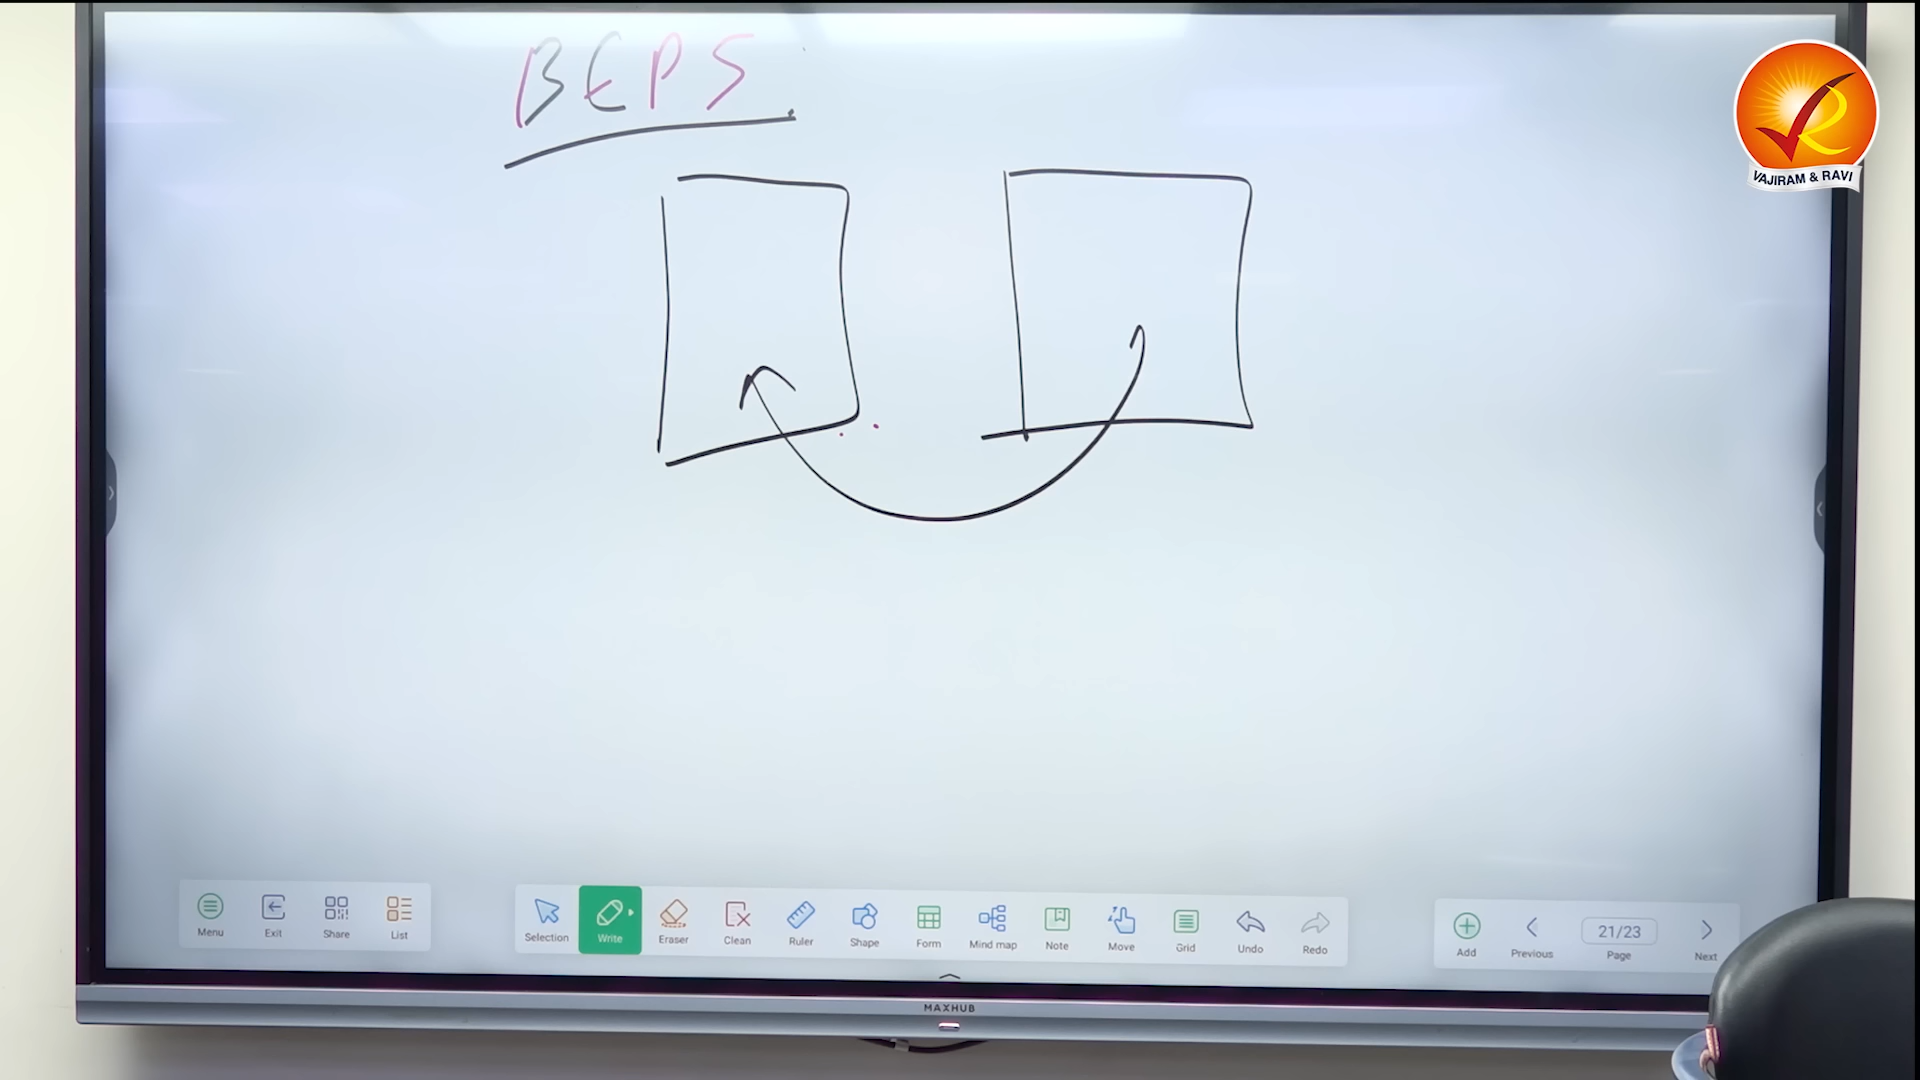 BEPS.
VAJIRAM & RAVI
Menu Exit Share List
Selection Write Eraser Clean Ruler Shape Form Mind map Note Move Grid Undo Redo
Add Previous 21/23 Page Next
MAXHUB